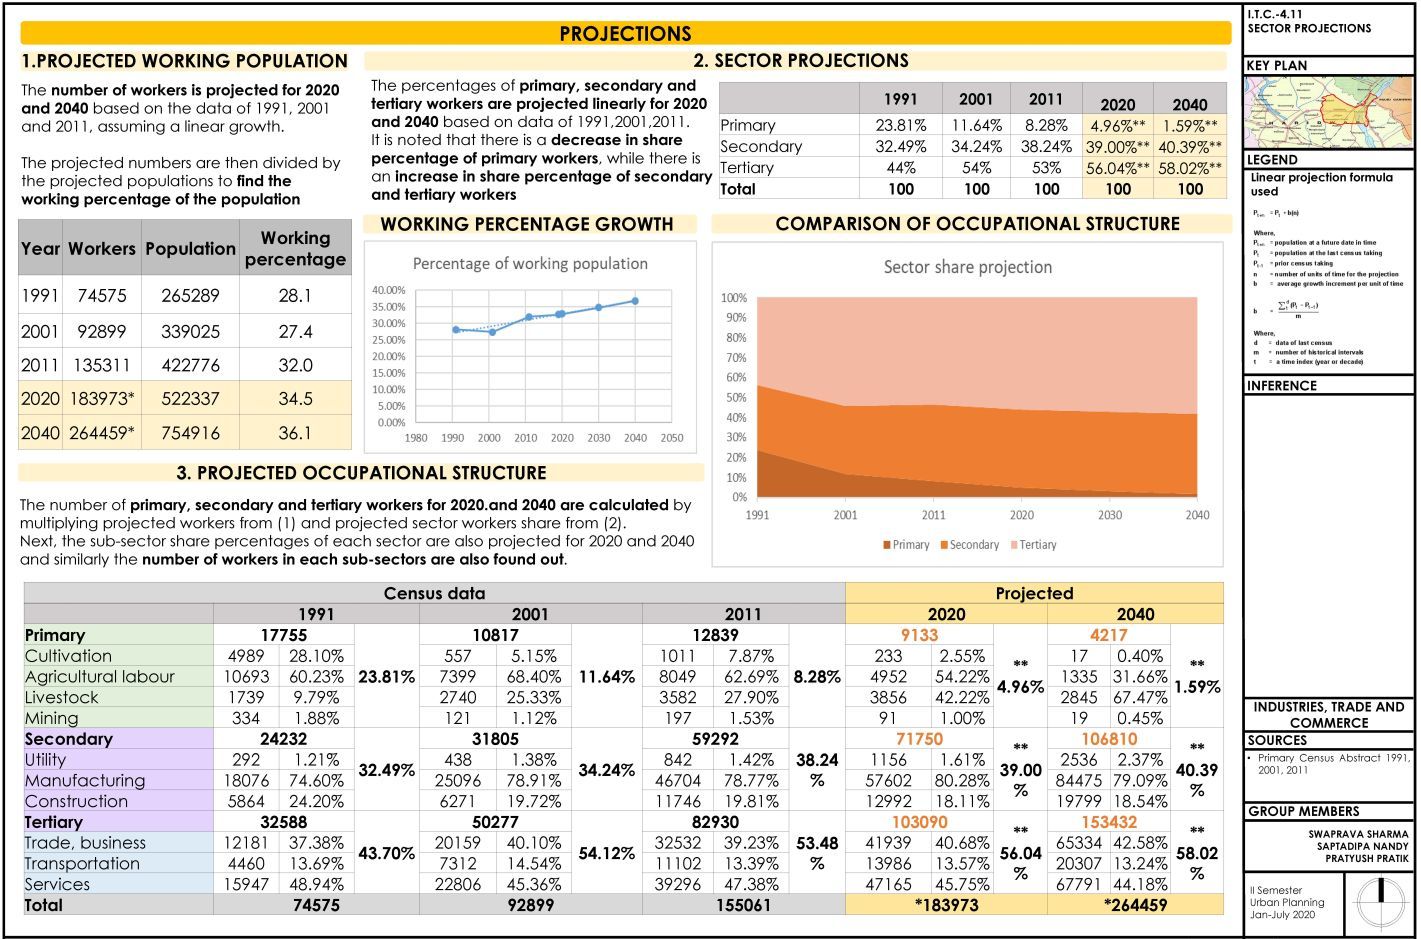 PROJECTIONS
1.PROJECTED WORKING POPULATION
The number of workers is projected for 2020
and 2040 based on the data of 1991, 2001
and 2011, assuming a linear growth.
The projected numbers are then divided by
the projected populations to find the
working percentage of the population
Year Workers Population Working percentage
1991 74575 265289 28.1
2001 92899 339025 27.4
2011 135311 422776 32.0
2020 183973* 522337 34.5
2040 264459* 754916 36.1
2. SECTOR PROJECTIONS
The percentages of primary, secondary and
tertiary workers are projected linearly for 2020
and 2040 based on data of 1991,2001,2011.
It is noted that there is a decrease in share
percentage of primary workers, while there is
an increase in share percentage of secondary
and tertiary workers
1991 2001 2011 2020 2040
Primary 23.81% 11.64% 8.28% 4.96%** 1.59%**
Secondary 32.49% 34.24% 38.24% 39.00%** 40.39%**
Tertiary 44% 54% 53% 56.04%** 58.02%**
Total 100 100 100 100 100
WORKING PERCENTAGE GROWTH
Percentage of working population
40.00%
35.00%
30.00%
25.00%
20.00%
15.00%
10.00%
5.00%
0.00%
1980 1990 2000 2010 2020 2030 2040 2050
COMPARISON OF OCCUPATIONAL STRUCTURE
Sector share projection
100%
90%
80%
70%
60%
50%
40%
30%
20%
10%
0%
1991 2001 2011 2020 2030 2040
Primary Secondary Tertiary
3. PROJECTED OCCUPATIONAL STRUCTURE
The number of primary, secondary and tertiary workers for 2020.and 2040 are calculated by
multiplying projected workers from (1) and projected sector workers share from (2).
Next, the sub-sector share percentages of each sector are also projected for 2020 and 2040
and similarly the number of workers in each sub-sectors are also found out.
Census data Projected
1991 2001 2011 2020 2040
Primary 17755 10817 12839 9133 4217
Cultivation 4989 28.10% 557 5.15% 1011 7.87% 233 2.55% 17 0.40%
Agricultural labour 10693 60.23% 23.81% 7399 68.40% 11.64% 8049 62.69% 8.28% 4952 54.22% ** 4.96% 1335 31.66% ** 1.59%
Livestock 1739 9.79% 2740 25.33% 3582 27.90% 3856 42.22% 2845 67.47%
Mining 334 1.88% 121 1.12% 197 1.53% 91 1.00% 19 0.45%
Secondary 24232 31805 59292 71750 106810
Utility 292 1.21% 438 1.38% 842 1.42% 1156 1.61% 2536 2.37%
Manufacturing 18076 74.60% 32.49% 25096 78.91% 34.24% 46704 78.77% 38.24 % 57602 80.28% ** 39.00 % 84475 79.09% ** 40.39 %
Construction 5864 24.20% 6271 19.72% 11746 19.81% 12992 18.11% 19799 18.54%
Tertiary 32588 50277 82930 103090 153432
Trade, business 12181 37.38% 20159 40.10% 32532 39.23% 41939 40.68% 65334 42.58%
Transportation 4460 13.69% 43.70% 7312 14.54% 54.12% 11102 13.39% 53.48 % 13986 13.57% ** 56.04 % 20307 13.24% ** 58.02 %
Services 15947 48.94% 22806 45.36% 39296 47.38% 47165 45.75% 67791 44.18%
Total 74575 92899 155061 *183973 *264459
I.T.C.-4.11
SECTOR PROJECTIONS
KEY PLAN
LEGEND
Linear projection formula
used
Where,
= population at a future date in time
= population at the last census taking
= prior census taking
n = number of units of time for the projection
b = average growth increment per unit of time
Where,
d = data of last census
m = number of historical intervals
t = a time index (year or decade)
INFERENCE
INDUSTRIES, TRADE AND
COMMERCE
SOURCES
• Primary Census Abstract 1991,
2001, 2011
GROUP MEMBERS
SWAPRAVA SHARMA
SAPTADIPA NANDY
PRATYUSH PRATIK
II Semester
Urban Planning
Jan-July 2020